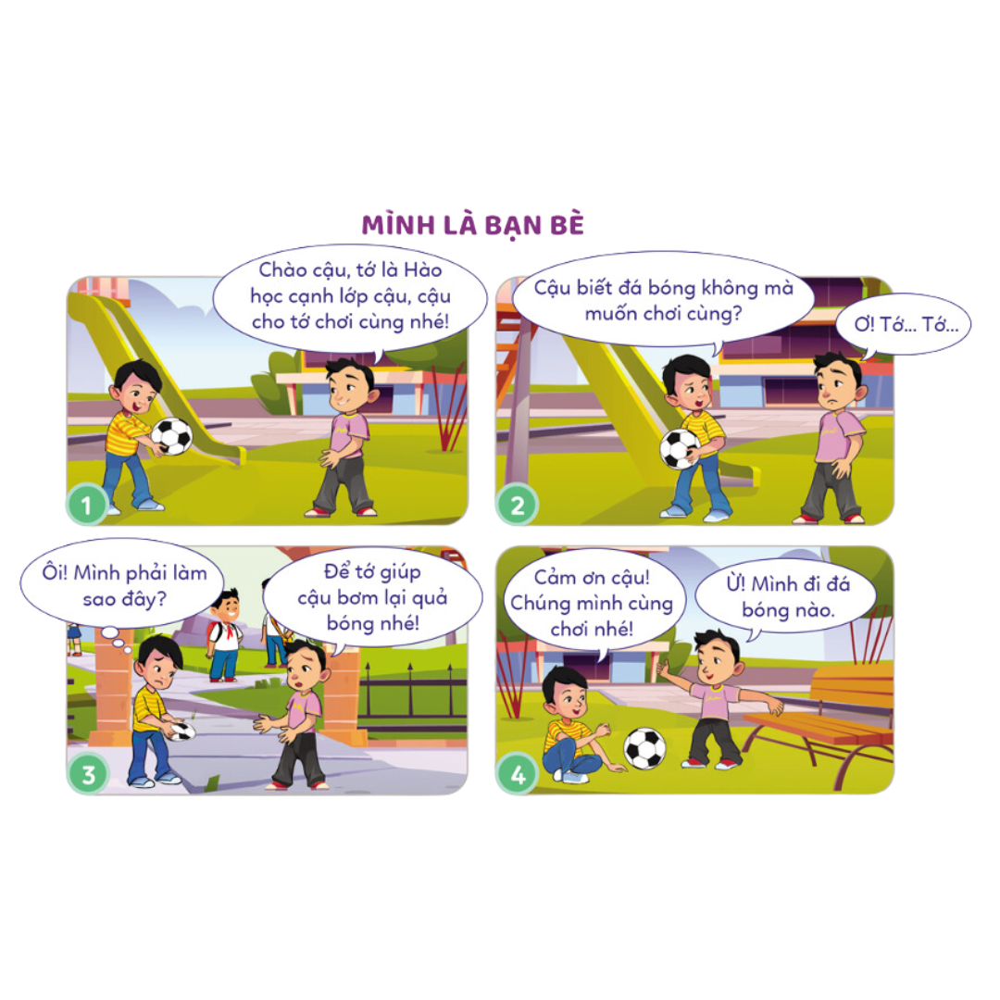 MÌNH LÀ BẠN BÈ
Chào cậu, tớ là Hào
học cạnh lớp cậu, cậu
cho tớ chơi cùng nhé!
1
Cậu biết đá bóng không mà
muốn chơi cùng?
Ơ! Tớ... Tớ...
2
Ôi! Mình phải làm
sao đây?
Để tớ giúp
cậu bơm lại quả
bóng nhé!
3
Cảm ơn cậu!
Chúng mình cùng
chơi nhé!
Ừ! Mình đi đá
bóng nào.
4